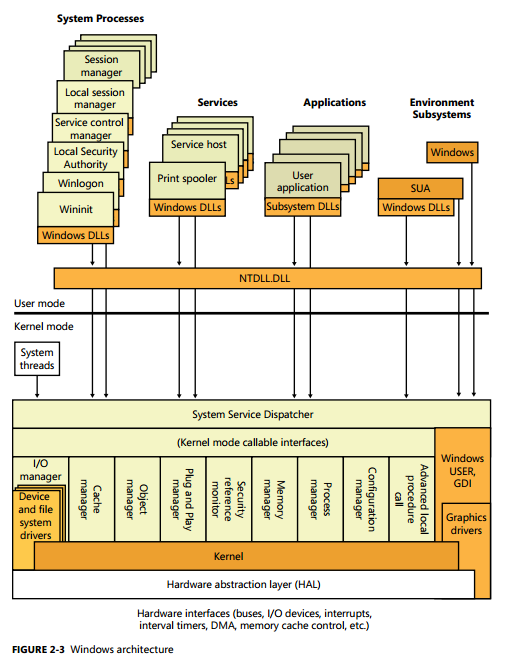 System Processes
Session
manager
Local session
manager
Service control
manager
Local Security
Authority
Winlogon
Wininit
Windows DLLs
Services
Service host
LLs
Print spooler
Windows DLLs
Applications
User
application
Subsystem DLLs
Environment
Subsystems
Windows
SUA
Windows DLLs
NTDLL.DLL
User mode
Kernel mode
System
threads
System Service Dispatcher
(Kernel mode callable interfaces)
I/O
manager
Device and file
system
drivers
Cache
manager
Object
manager
Plug and Play
manager
Security
reference
monitor
Memory
manager
Process
manager
Configuration
manager
Advanced local
procedure
call
Windows
USER,
GDI
Graphics
drivers
Kernel
Hardware abstraction layer (HAL)
Hardware interfaces (buses, I/O devices, interrupts,
interval timers, DMA, memory cache control, etc.)
FIGURE 2-3 Windows architecture